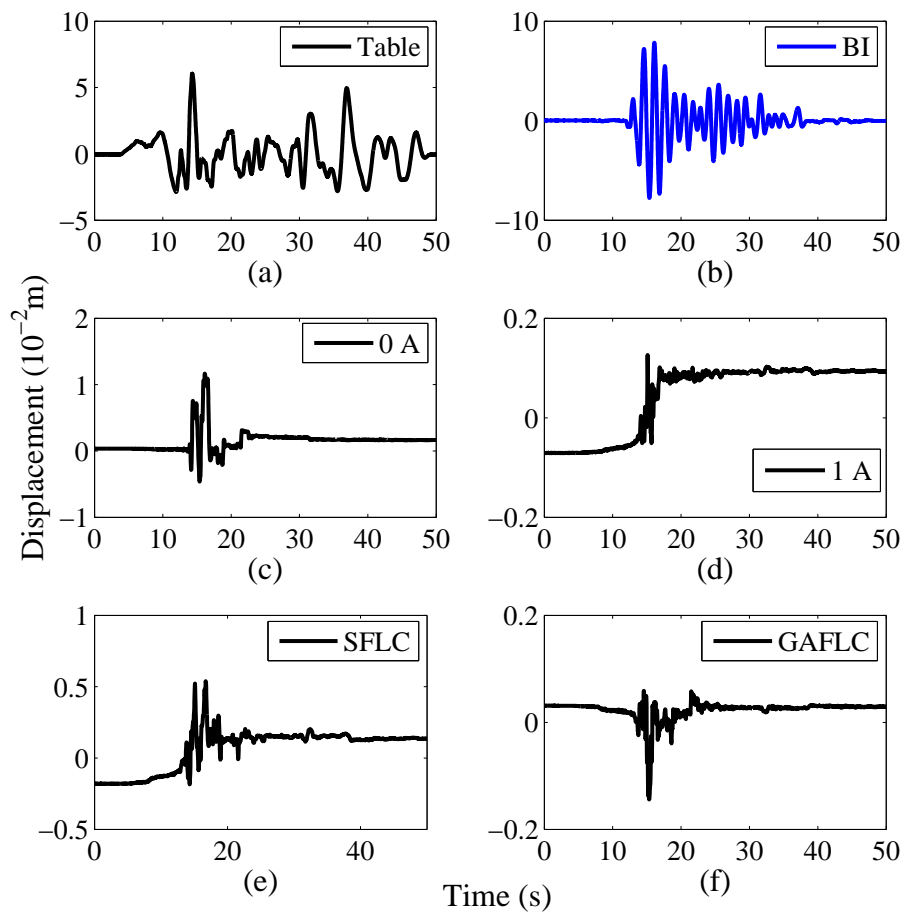 10
5
0
−5
Table
0 10 20 30 40 50
(a)
10
0
−10
BI
0 10 20 30 40 50
(b)
Displacement (10−2m)
2
1
0
−1
0 A
0 10 20 30 40 50
(c)
0.2
0
−0.2
1 A
0 10 20 30 40 50
(d)
1
0.5
0
−0.5
SFLC
0 20 40
(e)
0.2
0
−0.2
GAFLC
0 10 20 30 40 50
(f)
Time (s)